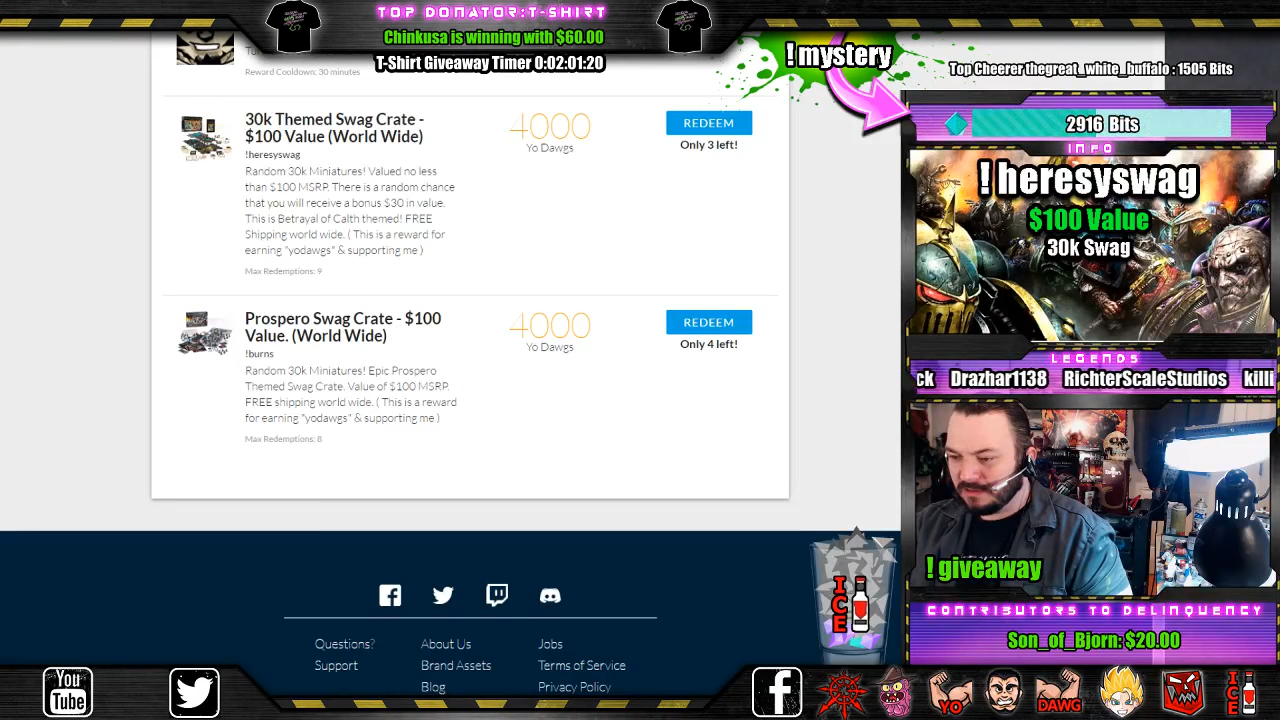 TOP DONATOR:T-SHIRT
Chinkusa is winning with $60.00
T-Shirt Giveaway Timer 0:02:01:20
! mystery
Top Cheerer thegreat_white_buffalo : 1505 Bits
2916 Bits
INFO
! heresyswag
$100 Value
30k Swag
LEGENDS
ck Drazhar1138 RichterScaleStudios killi
Reward Cooldown: 30 minutes
30k Themed Swag Crate -
$100 Value (World Wide)
!heresyswag
Random 30k Miniatures! Valued no less
than $100 MSRP. There is a random chance
that you will receive a bonus $30 in value.
This is Betrayal of Calth themed! FREE
Shipping world wide. ( This is a reward for
earning "yodawgs" & supporting me )
Max Redemptions: 9
4000
Yo Dawgs
REDEEM
Only 3 left!
Prospero Swag Crate - $100
Value. (World Wide)
!burns
Random 30k Miniatures! Epic Prospero
Themed Swag Crate. Value of $100 MSRP.
FREE shipping world wide. ( This is a reward
for earning "yodawgs" & supporting me )
Max Redemptions: 8
4000
Yo Dawgs
REDEEM
Only 4 left!
! giveaway
CONTRIBUTORS TO DELINQUENCY
Son_of_Bjorn: $20.00
ICE
Questions?
Support
About Us
Brand Assets
Blog
Jobs
Terms of Service
Privacy Policy
You
Tube
YO
DAWG
ICE